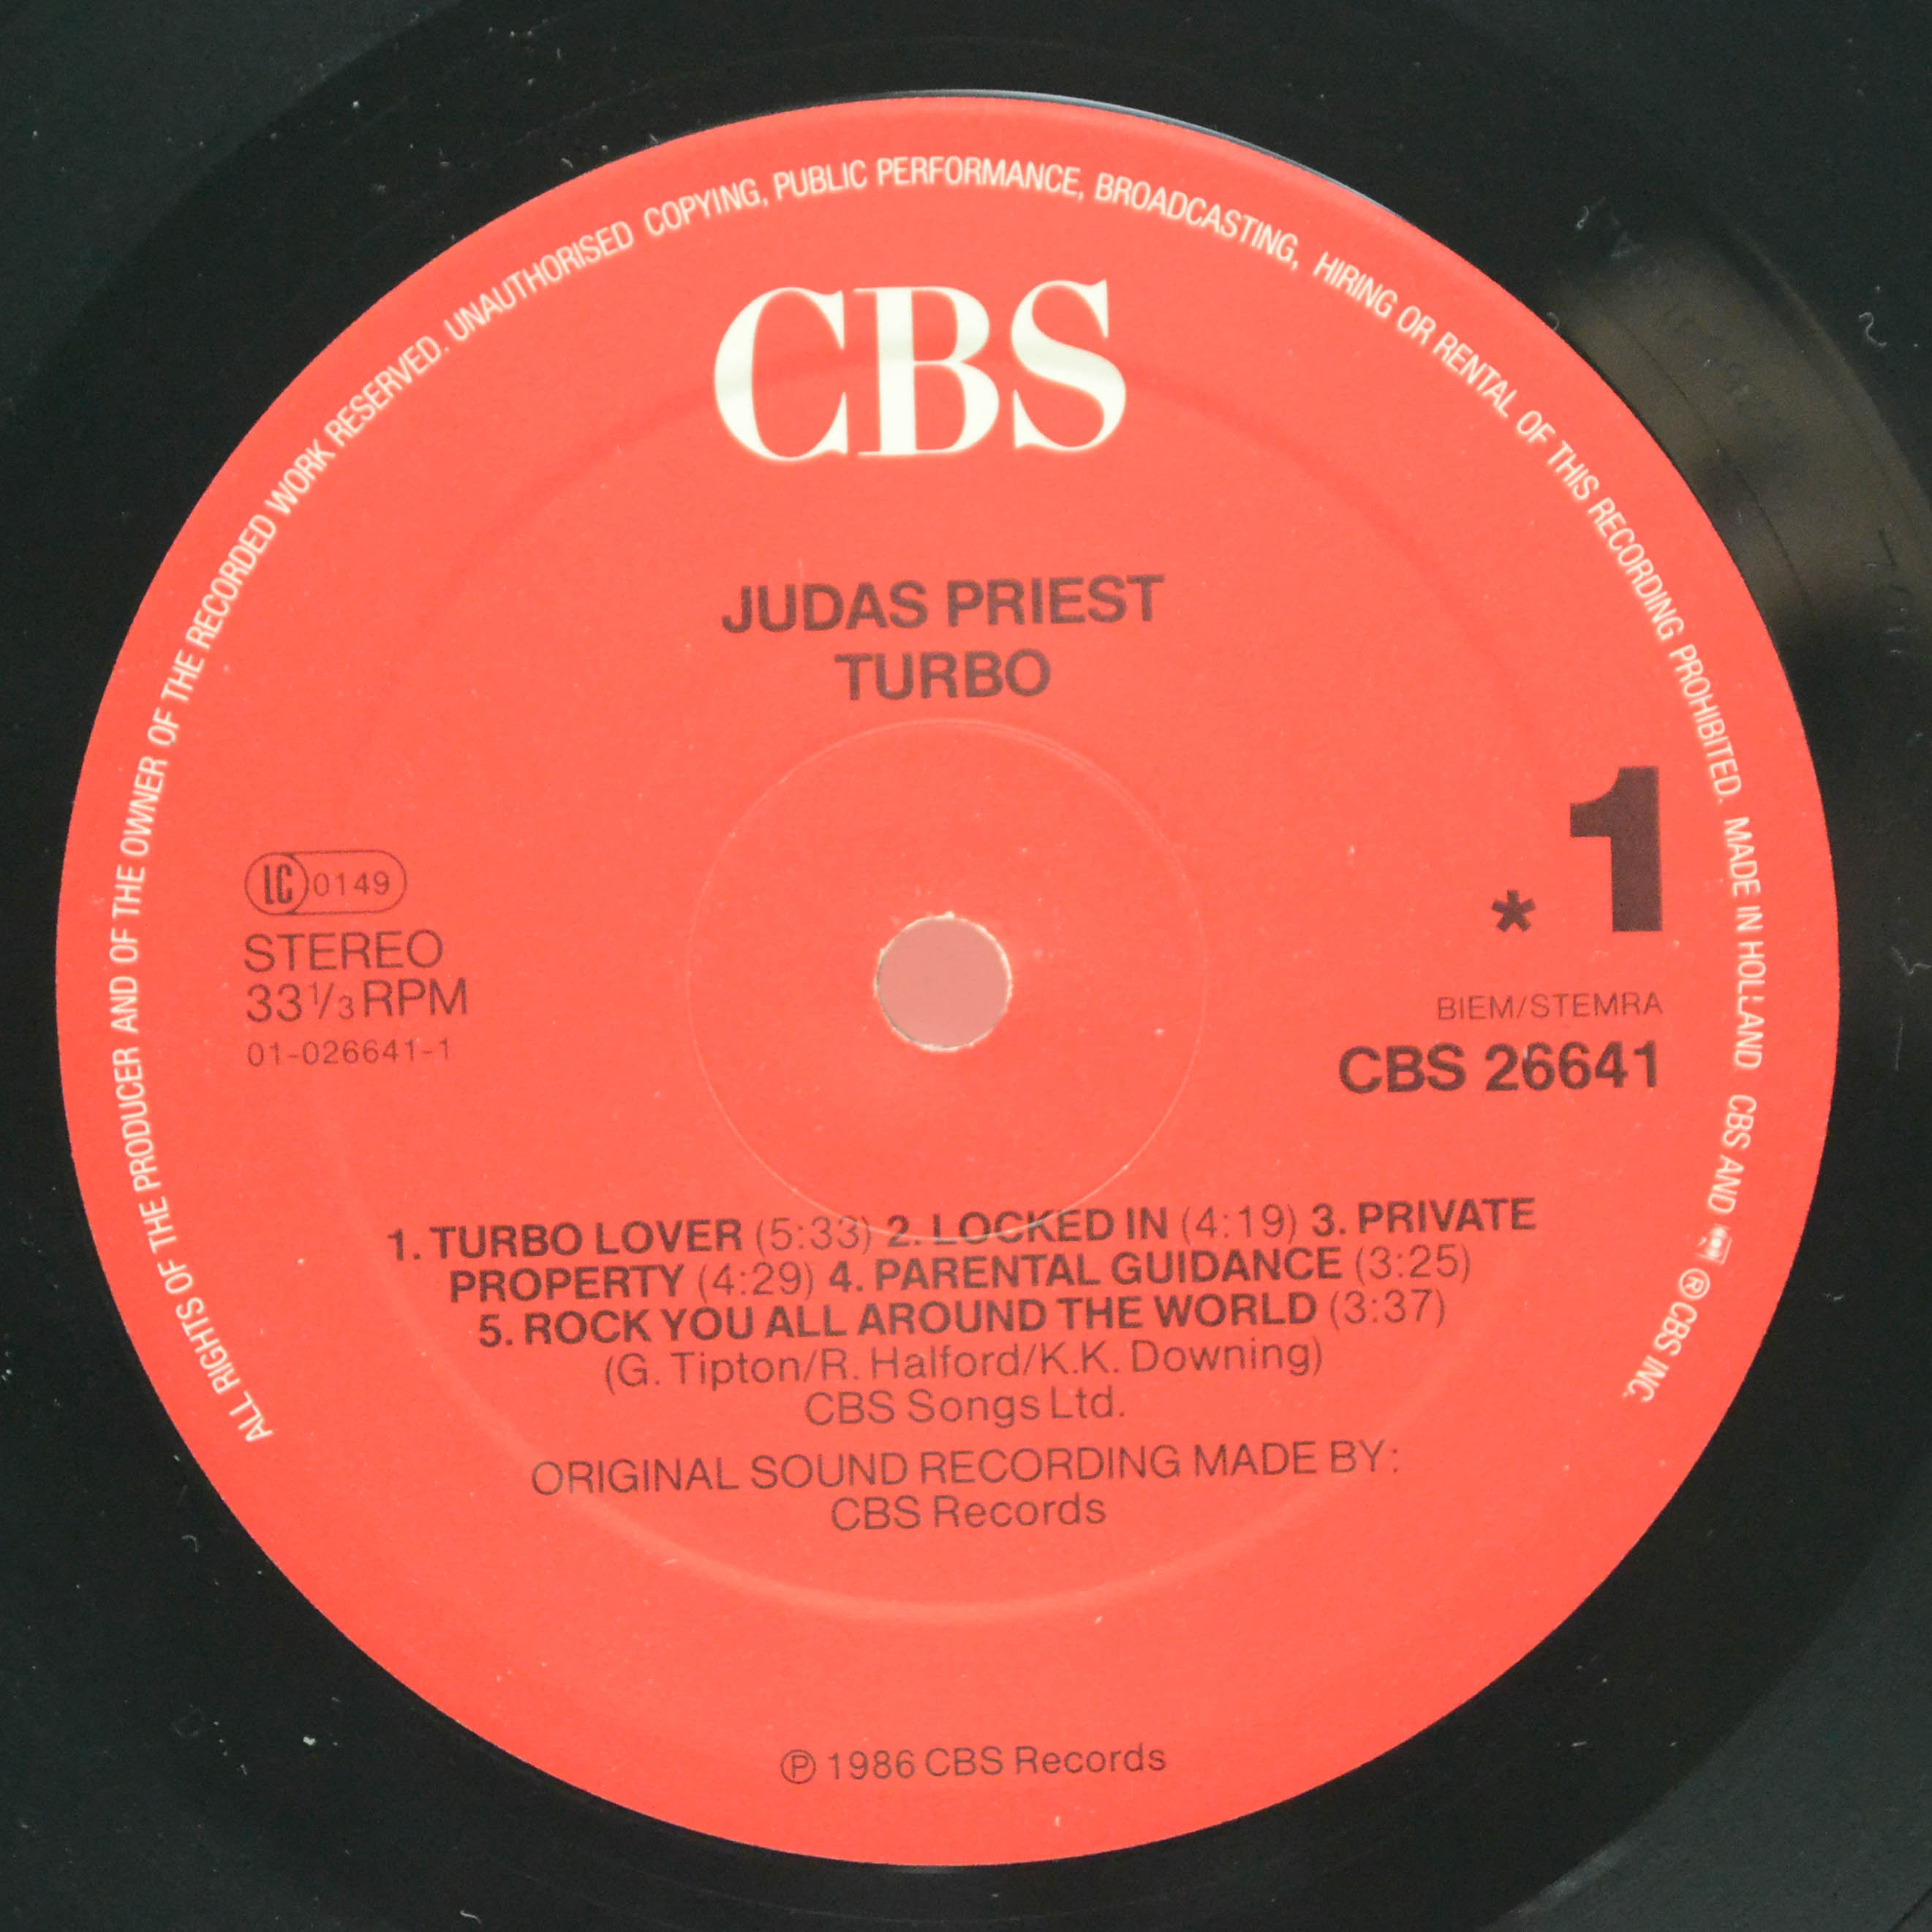 ALL RIGHTS OF THE PRODUCER AND OF THE OWNER OF THE RECORDED WORK RESERVED. UNAUTHORISED COPYING, PUBLIC PERFORMANCE, BROADCASTING, HIRING OR RENTAL OF THIS RECORDING PROHIBITED. MADE IN HOLLAND CBS AND ® CBS INC.
CBS
JUDAS PRIEST
TURBO
1
*
LC 0149
STEREO
33⅓ RPM
01-026641-1
BIEM/STEMRA
CBS 26641
1. TURBO LOVER (5:33) 2. LOCKED IN (4:19) 3. PRIVATE
PROPERTY (4:29) 4. PARENTAL GUIDANCE (3:25)
5. ROCK YOU ALL AROUND THE WORLD (3:37)
(G. Tipton/R. Halford/K.K. Downing)
CBS Songs Ltd.
ORIGINAL SOUND RECORDING MADE BY:
CBS Records
℗ 1986 CBS Records